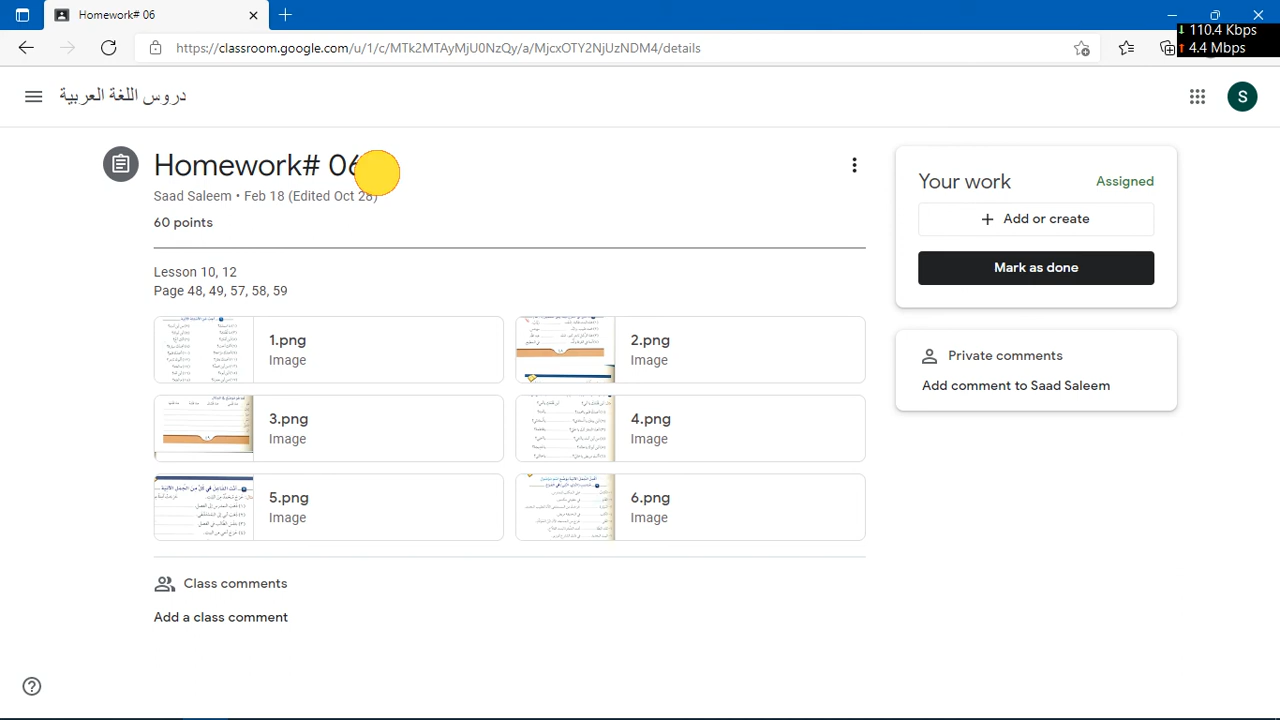 Homework# 06
110.4 Kbps
https://classroom.google.com/u/1/c/MTk2MTAyMjU0NzQy/a/MjcxOTY2NjUzNDM4/details
4.4 Mbps
دروس اللغة العربية
S
Homework# 06
Saad Saleem • Feb 18 (Edited Oct 28)
60 points
Lesson 10, 12
Page 48, 49, 57, 58, 59
1.png
Image
2.png
Image
3.png
Image
4.png
Image
5.png
Image
6.png
Image
Class comments
Add a class comment
Your work
Assigned
+ Add or create
Mark as done
Private comments
Add comment to Saad Saleem